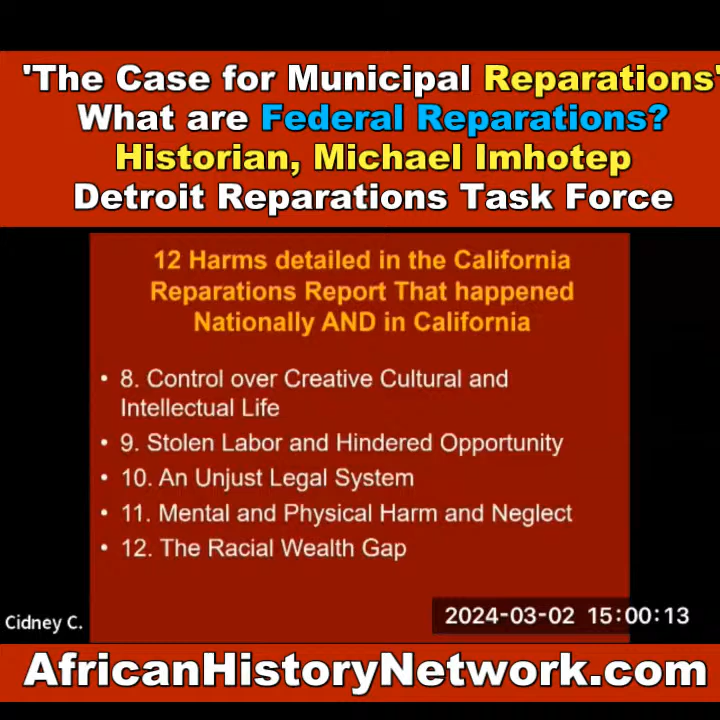 'The Case for Municipal Reparations'
What are Federal Reparations?
Historian, Michael Imhotep
Detroit Reparations Task Force
12 Harms detailed in the California
Reparations Report That happened
Nationally AND in California
• 8. Control over Creative Cultural and
Intellectual Life
• 9. Stolen Labor and Hindered Opportunity
• 10. An Unjust Legal System
• 11. Mental and Physical Harm and Neglect
• 12. The Racial Wealth Gap
Cidney C.
2024-03-02 15:00:13
AfricanHistoryNetwork.com